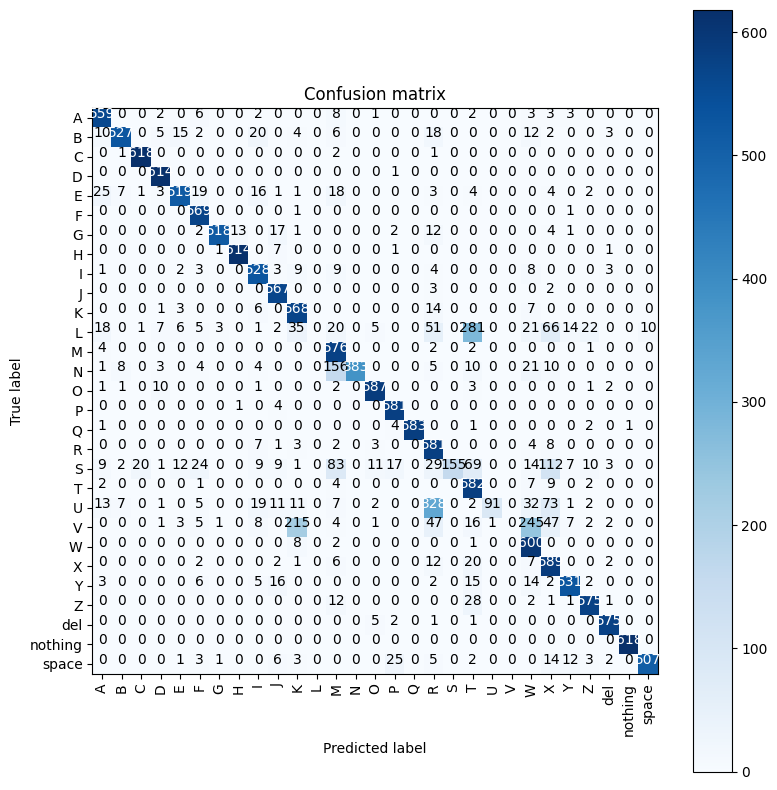 Confusion matrix
A 559 0 0 2 0 6 0 0 2 0 0 0 8 0 1 0 0 0 0 2 0 0 3 3 3 0 0 0 0
B 10 527 0 5 15 2 0 0 20 0 4 0 6 0 0 0 0 18 0 0 0 0 12 2 0 0 3 0 0
C 0 1 618 0 0 0 0 0 0 0 0 0 2 0 0 0 0 1 0 0 0 0 0 0 0 0 0 0 0
D 0 0 0 614 0 0 0 0 0 0 0 0 0 0 0 1 0 0 0 0 0 0 0 0 0 0 0 0 0
E 25 7 1 3 519 19 0 0 16 1 1 0 18 0 0 0 0 3 0 4 0 0 0 4 0 2 0 0 0
F 0 0 0 0 0 569 0 0 0 0 1 0 0 0 0 0 0 0 0 0 0 0 0 0 1 0 0 0 0
G 0 0 0 0 0 2 518 13 0 17 1 0 0 0 0 2 0 12 0 0 0 0 0 4 1 0 0 0 0
H 0 0 0 0 0 0 1 614 0 7 0 0 0 0 0 1 0 0 0 0 0 0 0 0 0 0 1 0 0
I 1 0 0 0 2 3 0 0 528 3 9 0 9 0 0 0 0 4 0 0 0 0 8 0 0 0 3 0 0
J 0 0 0 0 0 0 0 0 0 567 0 0 0 0 0 0 0 3 0 0 0 0 0 2 0 0 0 0 0
K 0 0 0 1 3 0 0 0 6 0 568 0 0 0 0 0 0 14 0 0 0 0 7 0 0 0 0 0 0
L 18 0 1 7 6 5 3 0 1 2 35 0 20 0 5 0 0 51 0 281 0 0 21 66 14 22 0 0 10
M 4 0 0 0 0 0 0 0 0 0 0 0 576 0 0 0 0 2 0 2 0 0 0 0 0 1 0 0 0
N 1 8 0 3 0 4 0 0 4 0 0 0 156 383 0 0 0 5 0 10 0 0 21 10 0 0 0 0 0
O 1 1 0 10 0 0 0 0 1 0 0 0 2 0 587 0 0 0 0 3 0 0 0 0 0 1 2 0 0
P 0 0 0 0 0 0 0 1 0 4 0 0 0 0 0 581 0 0 0 0 0 0 0 0 0 0 0 0 0
Q 1 0 0 0 0 0 0 0 0 0 0 0 0 0 0 4 583 0 0 1 0 0 0 0 0 2 0 1 0
R 0 0 0 0 0 0 0 0 7 1 3 0 2 0 3 0 0 581 0 0 0 0 4 8 0 0 0 0 0
S 9 2 20 1 12 24 0 0 9 9 1 0 83 0 11 17 0 29 155 69 0 0 14 112 7 10 3 0 0
T 2 0 0 0 0 1 0 0 0 0 0 0 4 0 0 0 0 0 0 582 0 0 7 9 0 2 0 0 0
U 13 7 0 1 0 5 0 0 19 11 11 0 7 0 2 0 0 328 0 2 91 0 32 73 1 2 0 0 0
V 0 0 0 1 3 5 1 0 8 0 215 0 4 0 1 0 0 47 0 16 1 0 245 47 7 2 2 0 0
W 0 0 0 0 0 0 0 0 0 0 8 0 2 0 0 0 0 0 0 1 0 0 600 0 0 0 0 0 0
X 0 0 0 0 0 2 0 0 0 2 1 0 6 0 0 0 0 12 0 20 0 0 7 589 0 0 2 0 0
Y 3 0 0 0 0 6 0 0 5 16 0 0 0 0 0 0 0 2 0 15 0 0 14 2 531 2 0 0 0
Z 0 0 0 0 0 0 0 0 0 0 0 0 12 0 0 0 0 0 0 28 0 0 2 1 1 575 1 0 0
del 0 0 0 0 0 0 0 0 0 0 0 0 0 0 5 2 0 1 0 1 0 0 0 0 0 0 575 0 0
nothing 0 0 0 0 0 0 0 0 0 0 0 0 0 0 0 0 0 0 0 0 0 0 0 0 0 0 0 618 0
space 0 0 0 0 1 3 1 0 0 6 3 0 0 0 0 25 0 5 0 2 0 0 0 14 12 3 2 0 507
A B C D E F G H I J K L M N O P Q R S T U V W X Y Z del nothing space
True label
Predicted label
600
500
400
300
200
100
0